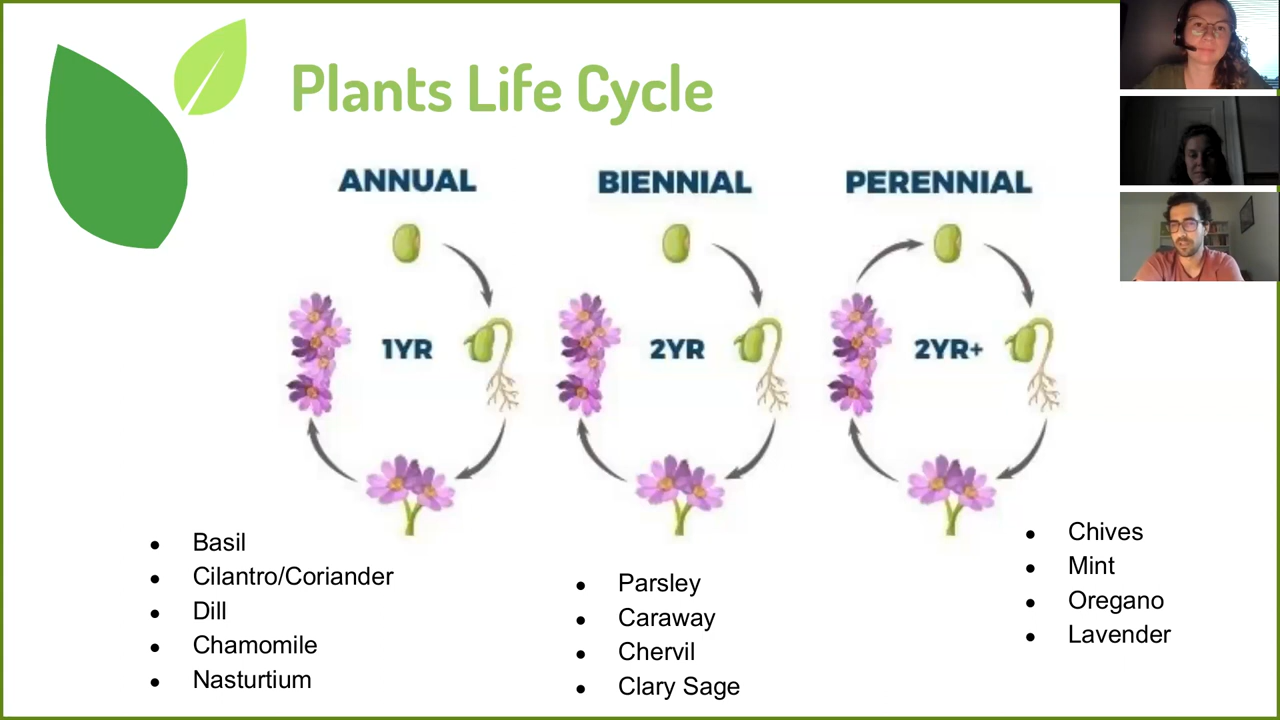 Plants Life Cycle
ANNUAL
BIENNIAL
PERENNIAL
1YR
2YR
2YR+
Basil
Cilantro/Coriander
Dill
Chamomile
Nasturtium
Parsley
Caraway
Chervil
Clary Sage
Chives
Mint
Oregano
Lavender